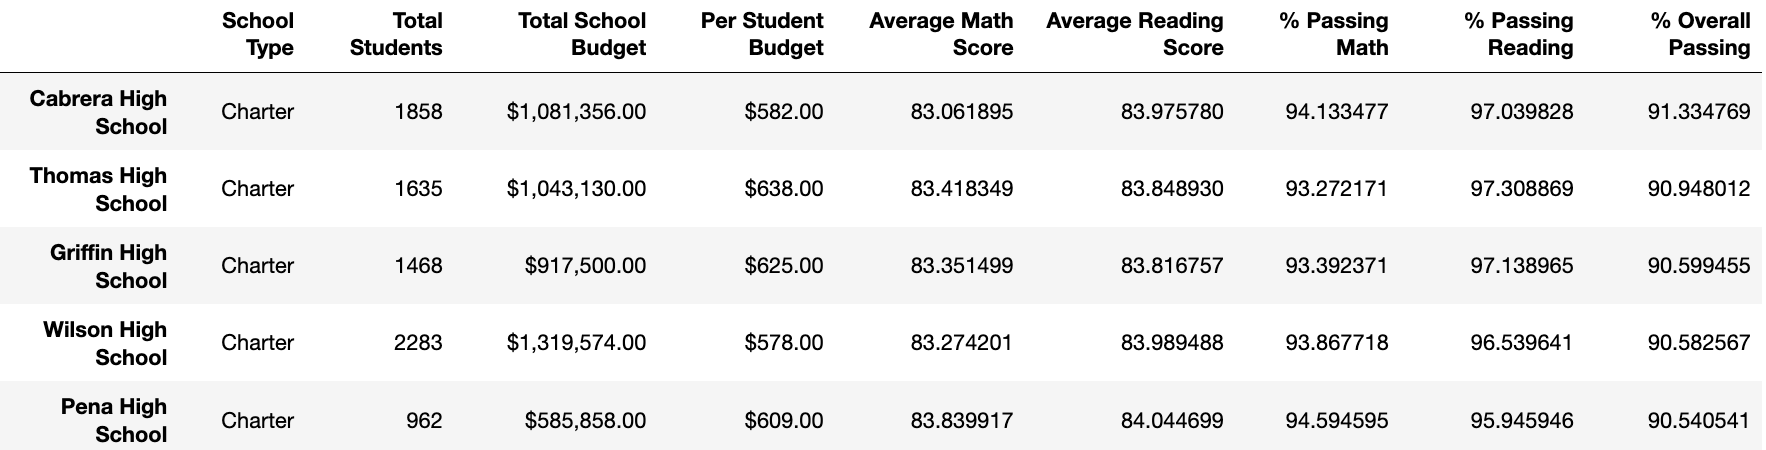 School Type Total Students Total School Budget Per Student Budget Average Math Score Average Reading Score % Passing Math % Passing Reading % Overall Passing
Cabrera High School Charter 1858 $1,081,356.00 $582.00 83.061895 83.975780 94.133477 97.039828 91.334769
Thomas High School Charter 1635 $1,043,130.00 $638.00 83.418349 83.848930 93.272171 97.308869 90.948012
Griffin High School Charter 1468 $917,500.00 $625.00 83.351499 83.816757 93.392371 97.138965 90.599455
Wilson High School Charter 2283 $1,319,574.00 $578.00 83.274201 83.989488 93.867718 96.539641 90.582567
Pena High School Charter 962 $585,858.00 $609.00 83.839917 84.044699 94.594595 95.945946 90.540541